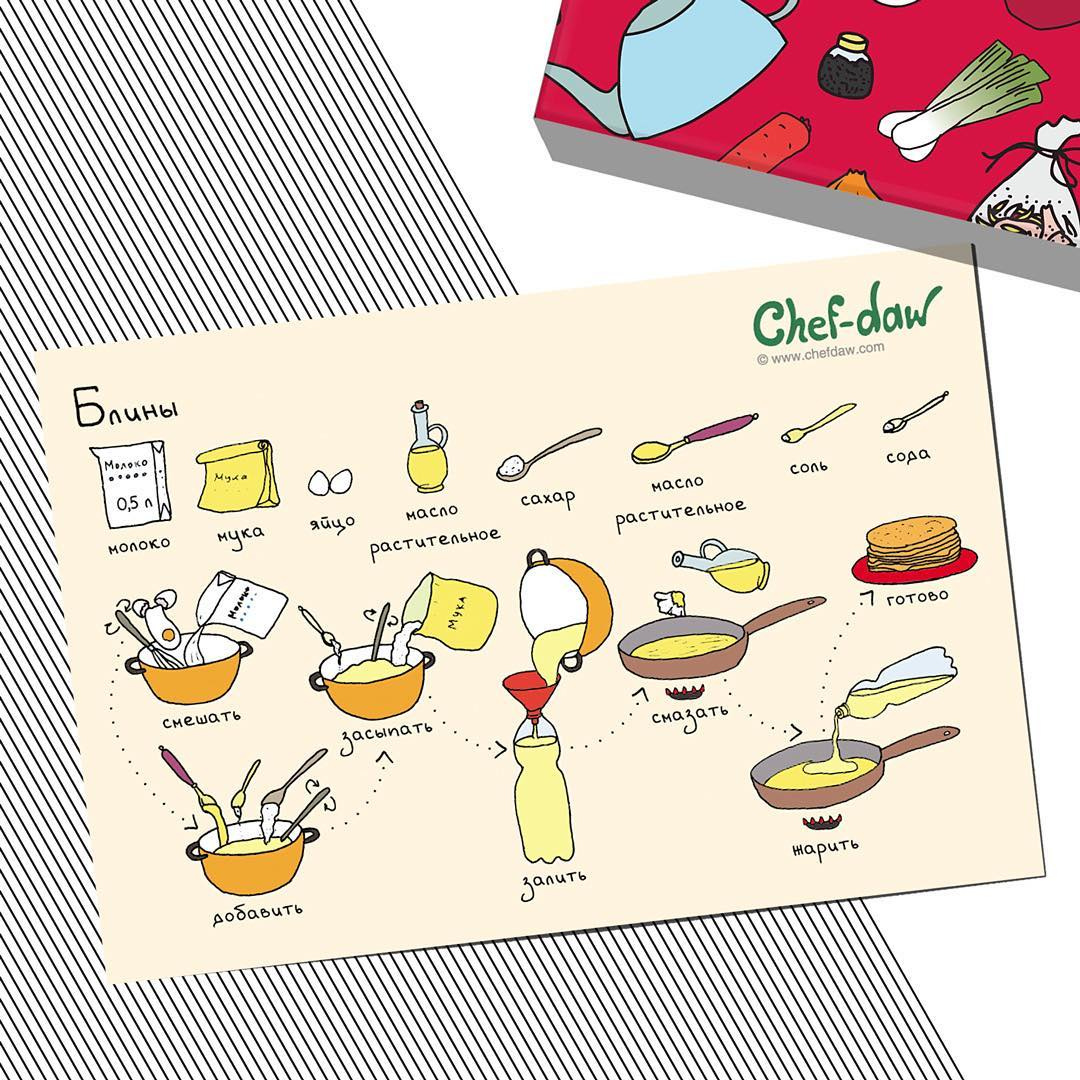 Chef-daw
© www.chefdaw.com
Блины
Молоко
0,5 л
Мука
молоко
мука
яйцо
масло
растительное
сахар
масло
растительное
соль
сода
Молоко
смешать
добавить
Мука
засыпать
залить
смазать
жарить
готово